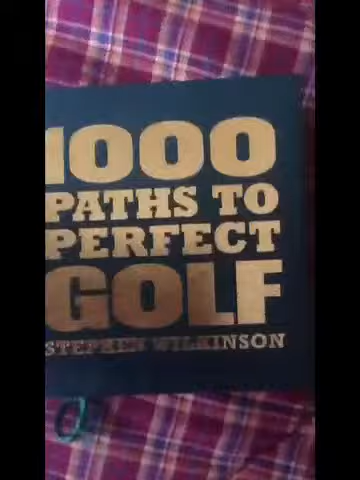 1000
PATHS TO
PERFECT
GOLF
STEPHEN WILKINSON